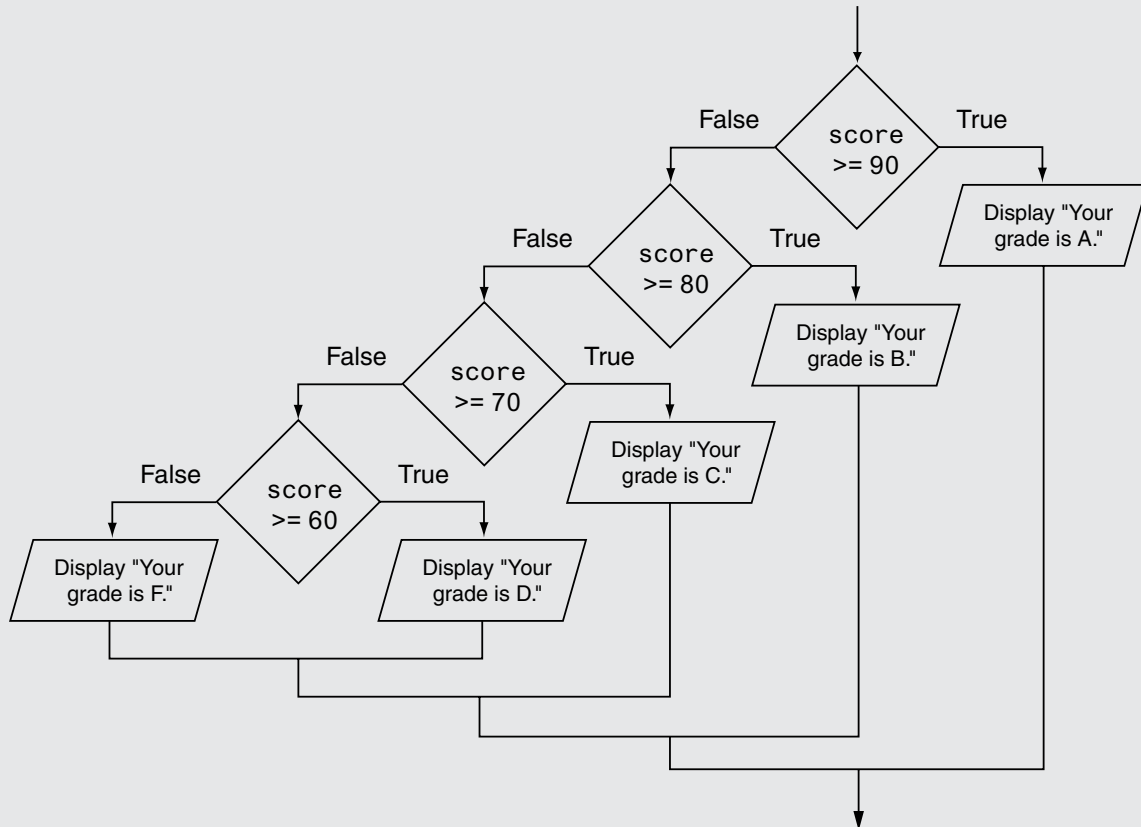 False
True
score
>= 90
Display "Your
grade is A."
False
True
score
>= 80
Display "Your
grade is B."
False
True
score
>= 70
Display "Your
grade is C."
False
True
score
>= 60
Display "Your
grade is F."
Display "Your
grade is D."